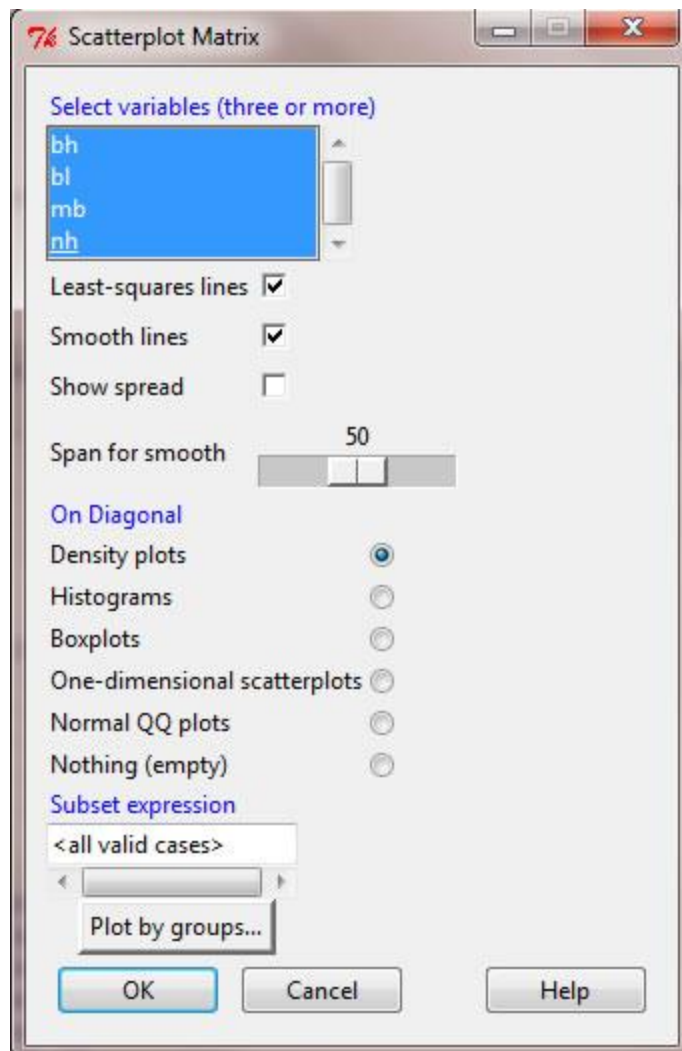 Scatterplot Matrix
Select variables (three or more)
bh
bl
mb
nh
Least-squares lines
Smooth lines
Show spread
50
Span for smooth
On Diagonal
Density plots
Histograms
Boxplots
One-dimensional scatterplots
Normal QQ plots
Nothing (empty)
Subset expression
<all valid cases>
Plot by groups...
OK Cancel Help